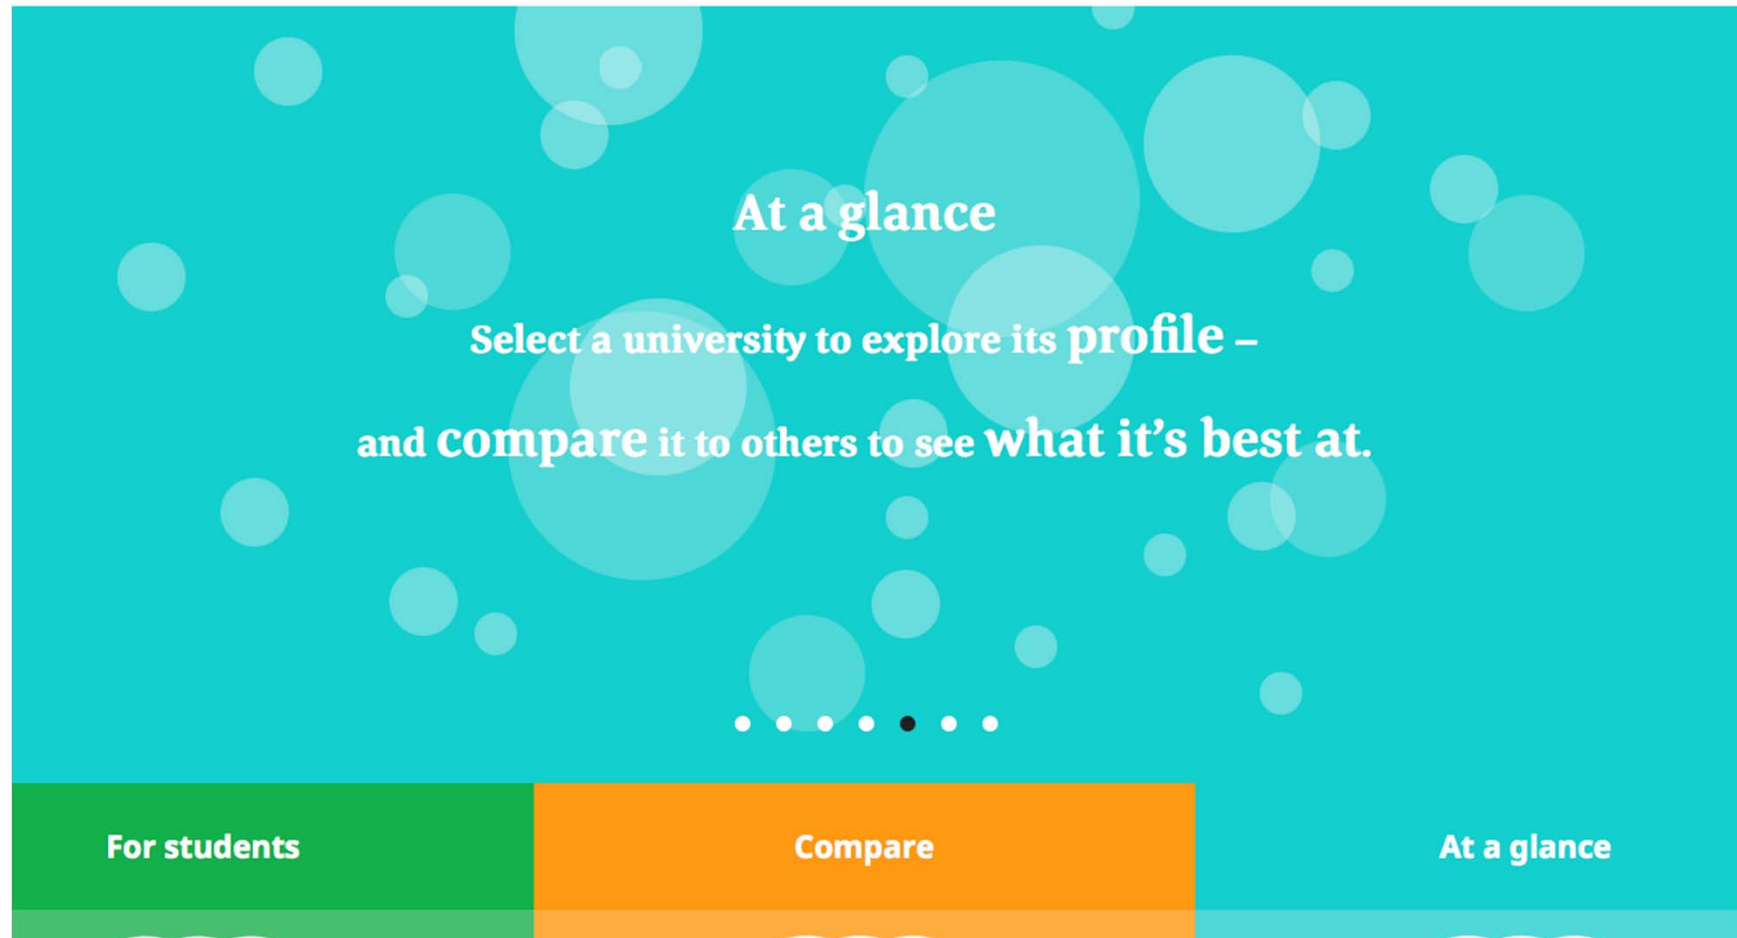 At a glance
Select a university to explore its profile –
and compare it to others to see what it’s best at.
For students
Compare
At a glance